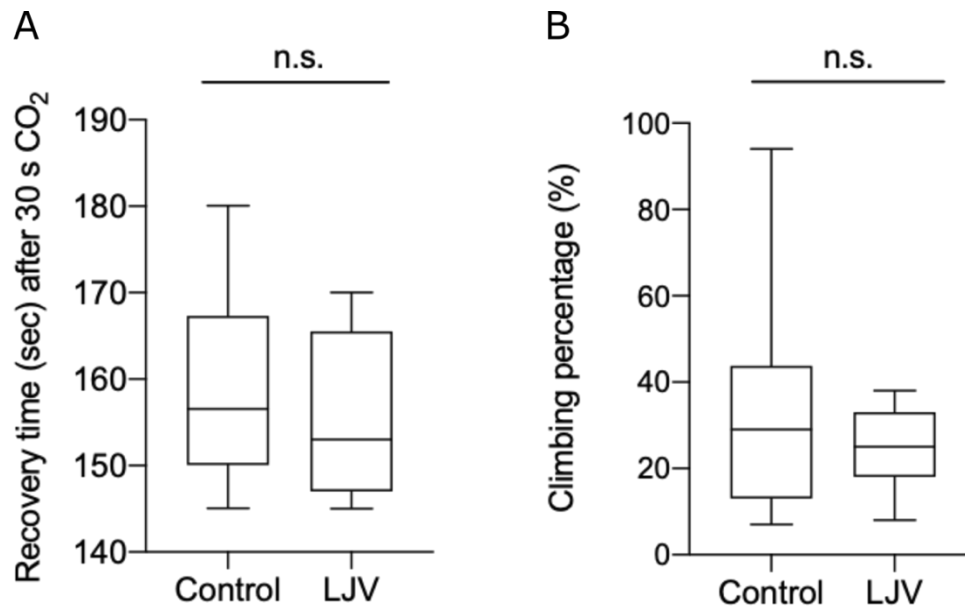 A
n.s.
Recovery time (sec) after 30 s CO₂
190
180
170
160
150
140
Control LJV
B
n.s.
Climbing percentage (%)
100
80
60
40
20
0
Control LJV